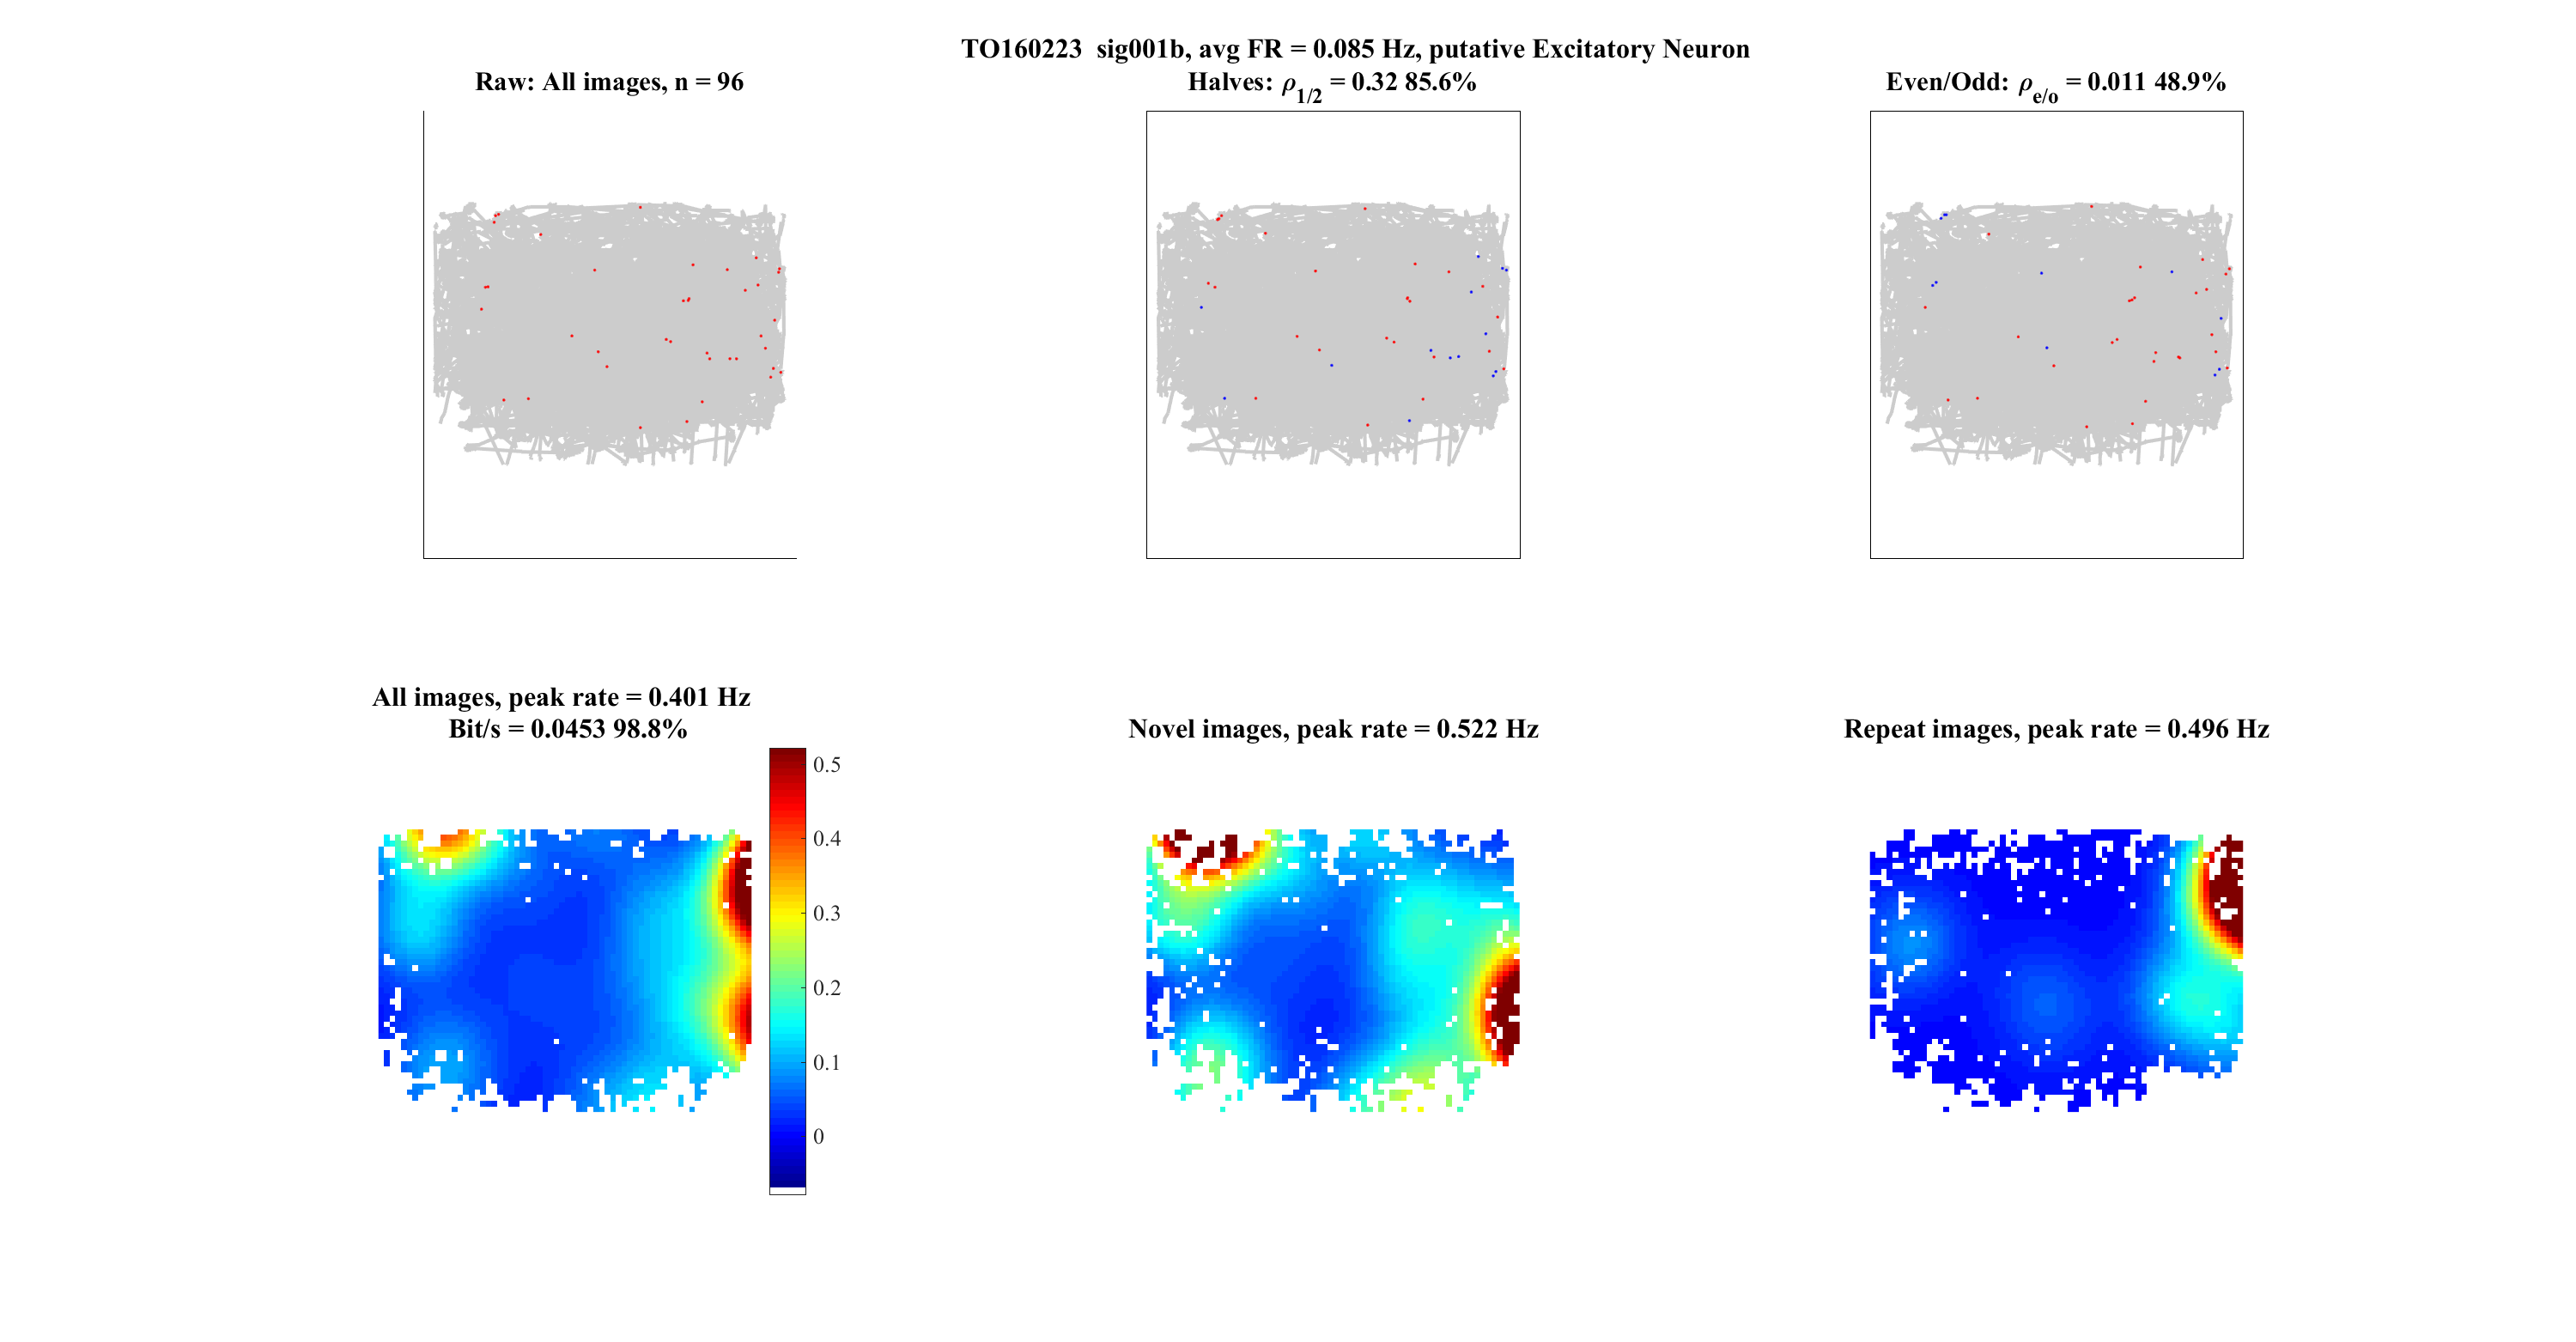 TO160223  sig001b, avg FR = 0.085 Hz, putative Excitatory Neuron
Raw: All images, n = 96
Halves: ρ1/2 = 0.32 85.6%
Even/Odd: ρe/o = 0.011 48.9%
All images, peak rate = 0.401 Hz
Bit/s = 0.0453 98.8%
Novel images, peak rate = 0.522 Hz
Repeat images, peak rate = 0.496 Hz
0.5
0.4
0.3
0.2
0.1
0